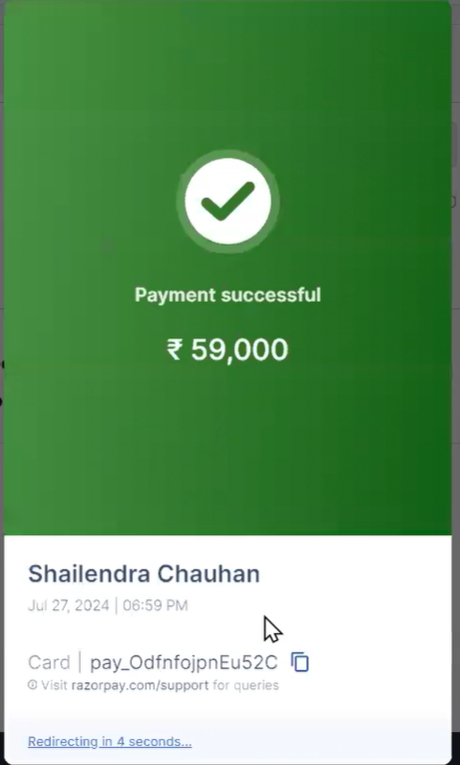 Payment successful
₹ 59,000
Shailendra Chauhan
Jul 27, 2024 | 06:59 PM
Card | pay_OdfnfojpnEu52C
Visit razorpay.com/support for queries
Redirecting in 4 seconds...